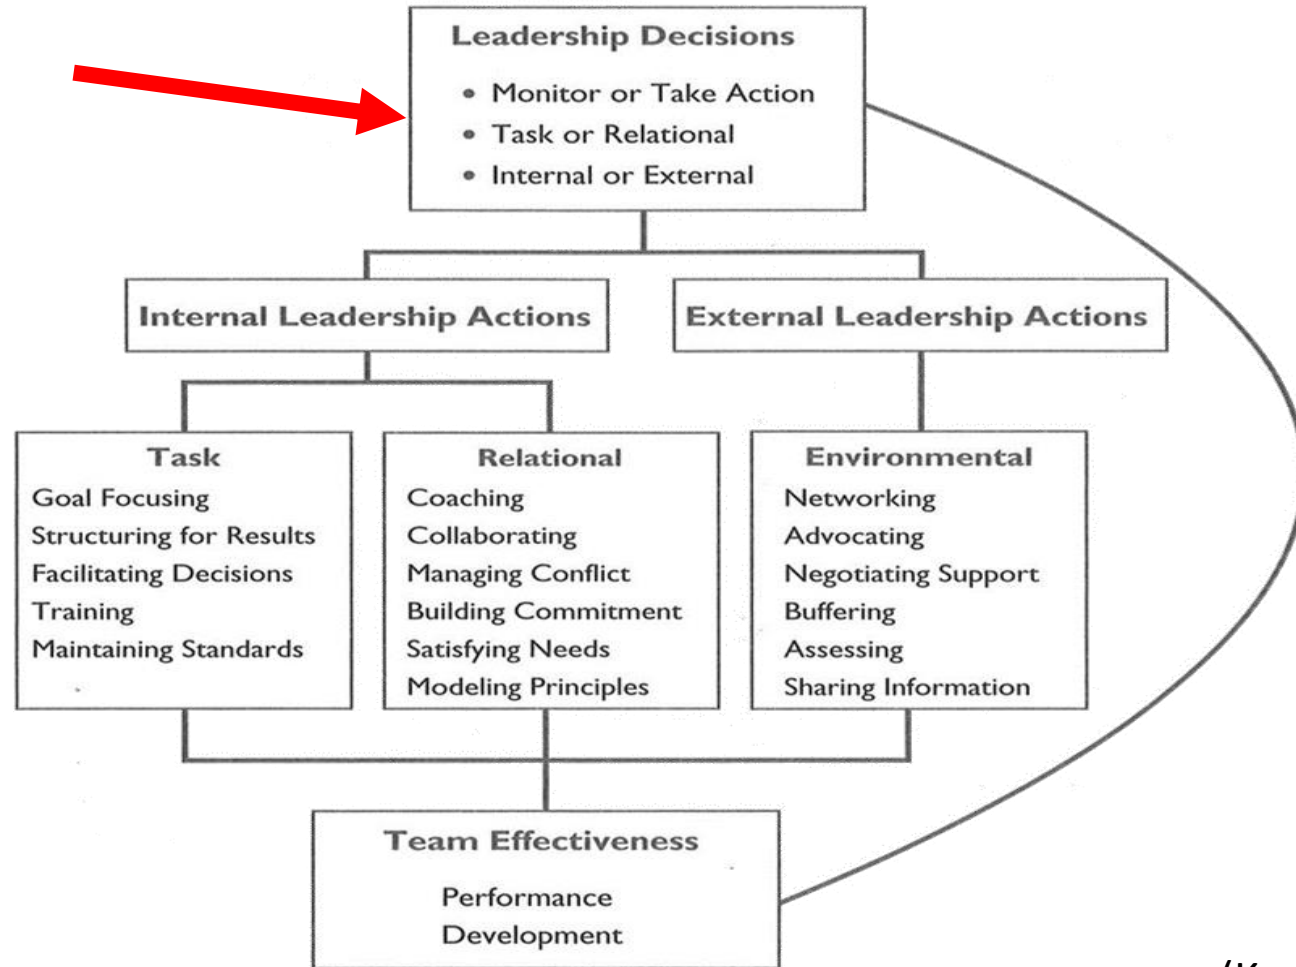 Leadership Decisions
• Monitor or Take Action
• Task or Relational
• Internal or External
Internal Leadership Actions
External Leadership Actions
Task
Goal Focusing
Structuring for Results
Facilitating Decisions
Training
Maintaining Standards
Relational
Coaching
Collaborating
Managing Conflict
Building Commitment
Satisfying Needs
Modeling Principles
Environmental
Networking
Advocating
Negotiating Support
Buffering
Assessing
Sharing Information
Team Effectiveness
Performance
Development